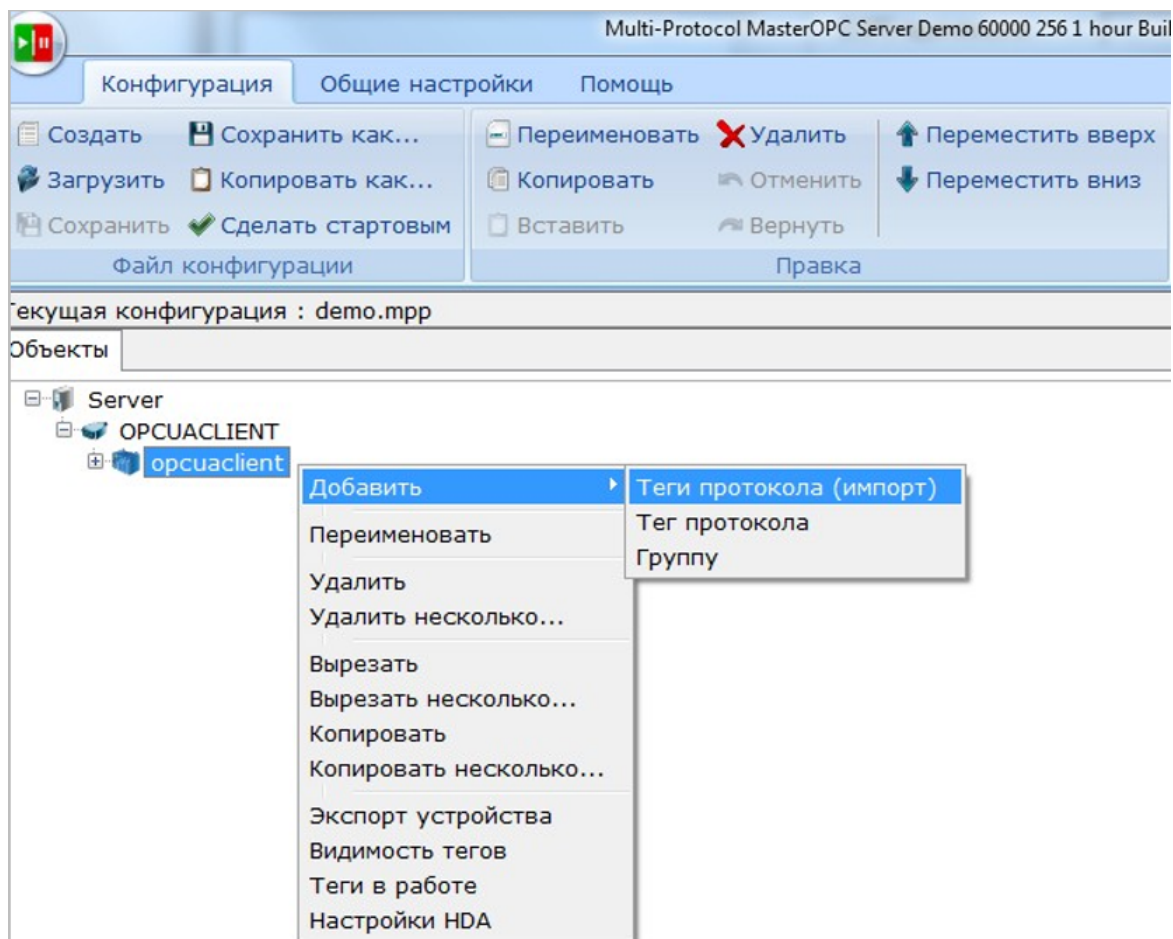 Multi-Protocol MasterOPC Server Demo 60000 256 1 hour Buil
Конфигурация Общие настройки Помощь
Создать Сохранить как... Переименовать Удалить Переместить вверх
Загрузить Копировать как... Копировать Отменить Переместить вниз
Сохранить Сделать стартовым Вставить Вернуть
Файл конфигурации Правка
екущая конфигурация : demo.mpp
Объекты
Server
OPCUACLIENT
opcuaclient
Добавить Теги протокола (импорт)
Тег протокола
Группу
Переименовать
Удалить
Удалить несколько...
Вырезать
Вырезать несколько...
Копировать
Копировать несколько...
Экспорт устройства
Видимость тегов
Теги в работе
Настройки HDA